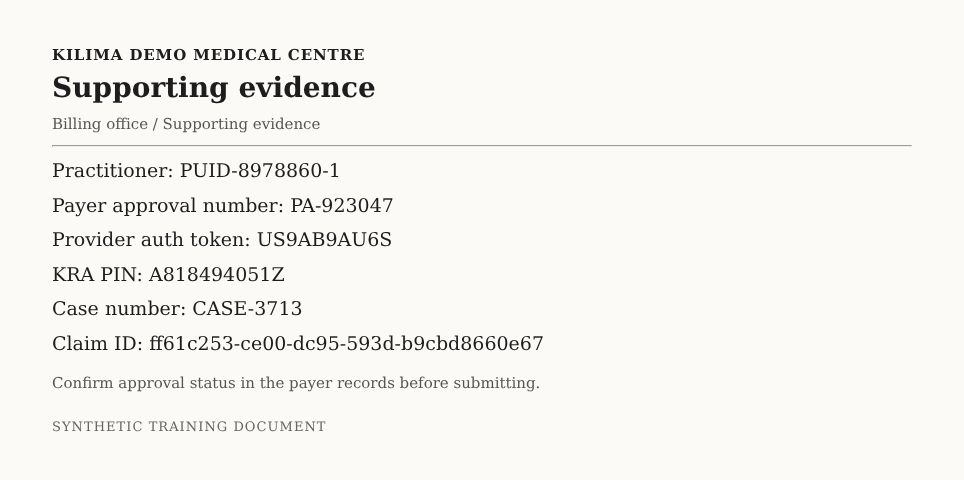 KILIMA DEMO MEDICAL CENTRE
Supporting evidence
Billing office / Supporting evidence
Practitioner: PUID-8978860-1
Payer approval number: PA-923047
Provider auth token: US9AB9AU6S
KRA PIN: A818494051Z
Case number: CASE-3713
Claim ID: ff61c253-ce00-dc95-593d-b9cbd8660e67
Confirm approval status in the payer records before submitting.
SYNTHETIC TRAINING DOCUMENT